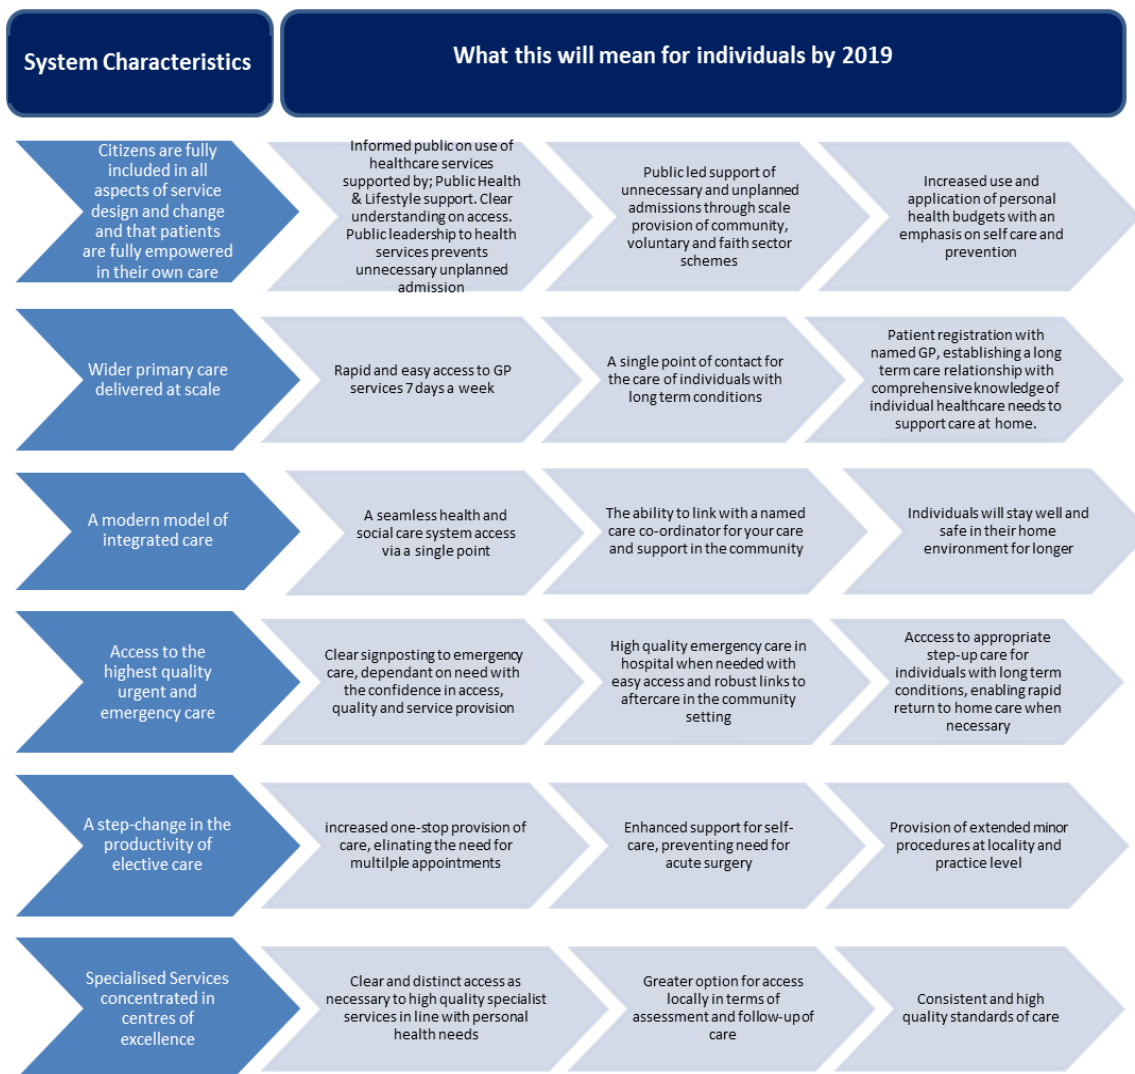 System Characteristics
What this will mean for individuals by 2019
Citizens are fully
included in all
aspects of service
design and change
and that patients
are fully empowered
in their own care
Informed public on use of
healthcare services
supported by; Public Health
& Lifestyle support. Clear
understanding on access.
Public leadership to health
services prevents
unnecessary unplanned
admission
Public led support of
unnecessary and unplanned
admissions through scale
provision of community,
voluntary and faith sector
schemes
Increased use and
application of personal
health budgets with an
emphasis on self care and
prevention
Wider primary care
delivered at scale
Rapid and easy access to GP
services 7 days a week
A single point of contact for
the care of individuals with
long term conditions
Patient registration with
named GP, establishing a long
term care relationship with
comprehensive knowledge of
individual healthcare needs to
support care at home.
A modern model of
integrated care
A seamless health and
social care system access
via a single point
The ability to link with a named
care co-ordinator for your care
and support in the community
Individuals will stay well and
safe in their home
environment for longer
Access to the
highest quality
urgent and
emergency care
Clear signposting to emergency
care, dependant on need with
the confidence in access,
quality and service provision
High quality emergency care in
hospital when needed with
easy access and robust links to
aftercare in the community
setting
Acccess to appropriate
step-up care for
individuals with long term
conditions, enabling rapid
return to home care when
necessary
A step-change in the
productivity of
elective care
increased one-stop provision of
care, elinating the need for
multilple appointments
Enhanced support for self-
care, preventing need for
acute surgery
Provision of extended minor
procedures at locality and
practice level
Specialised Services
concentrated in
centres of
excellence
Clear and distinct access as
necessary to high quality specialist
services in line with personal
health needs
Greater option for access
locally in terms of
assessment and follow-up of
care
Consistent and high
quality standards of care